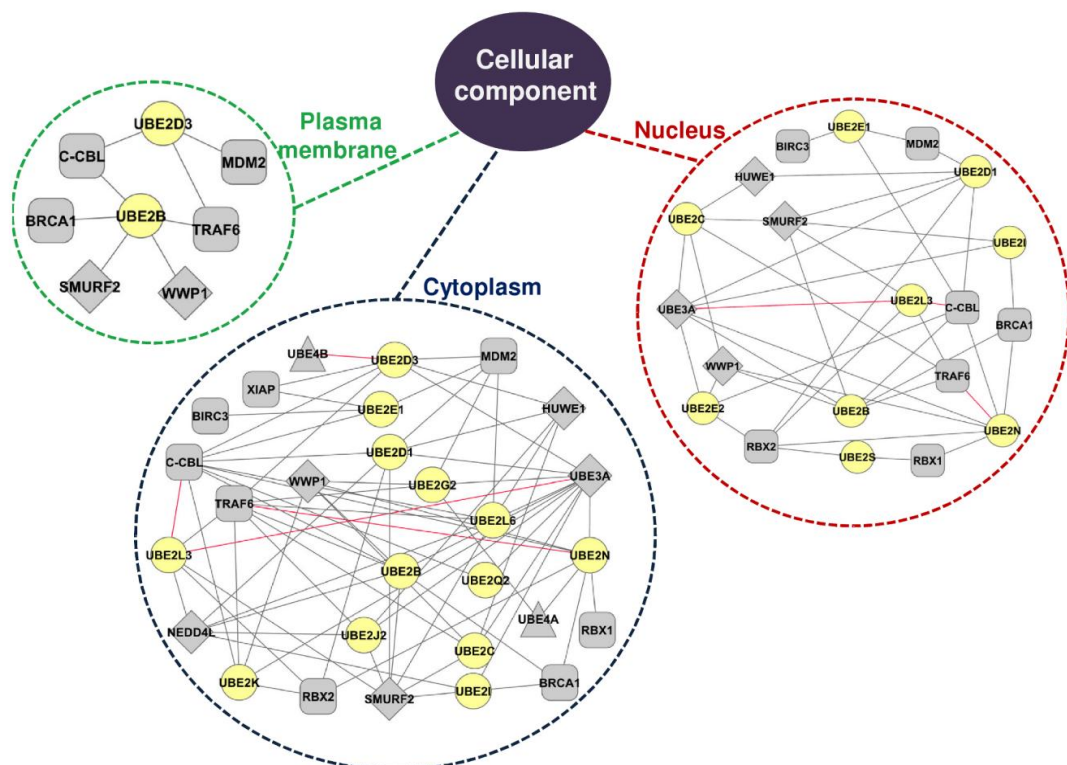 Cellular
component
Plasma
membrane
Nucleus
Cytoplasm
UBE2D3
C-CBL
MDM2
BRCA1
UBE2B
TRAF6
SMURF2
WWP1
UBE2E1
BIRC3
MDM2
HUWE1
UBE2D1
UBE2C
SMURF2
UBE2I
UBE3A
UBE2L3
C-CBL
BRCA1
WWP1
TRAF6
UBE2E2
UBE2B
UBE2N
RBX2
UBE2S
RBX1
UBE4B
UBE2D3
MDM2
XIAP
BIRC3
UBE2E1
HUWE1
C-CBL
UBE2D1
WWP1
UBE2G2
UBE3A
TRAF6
UBE2L6
UBE2L3
UBE2N
UBE2B
UBE2Q2
NEDD4L
UBE2J2
UBE4A
RBX1
UBE2C
UBE2K
RBX2
SMURF2
UBE2I
BRCA1